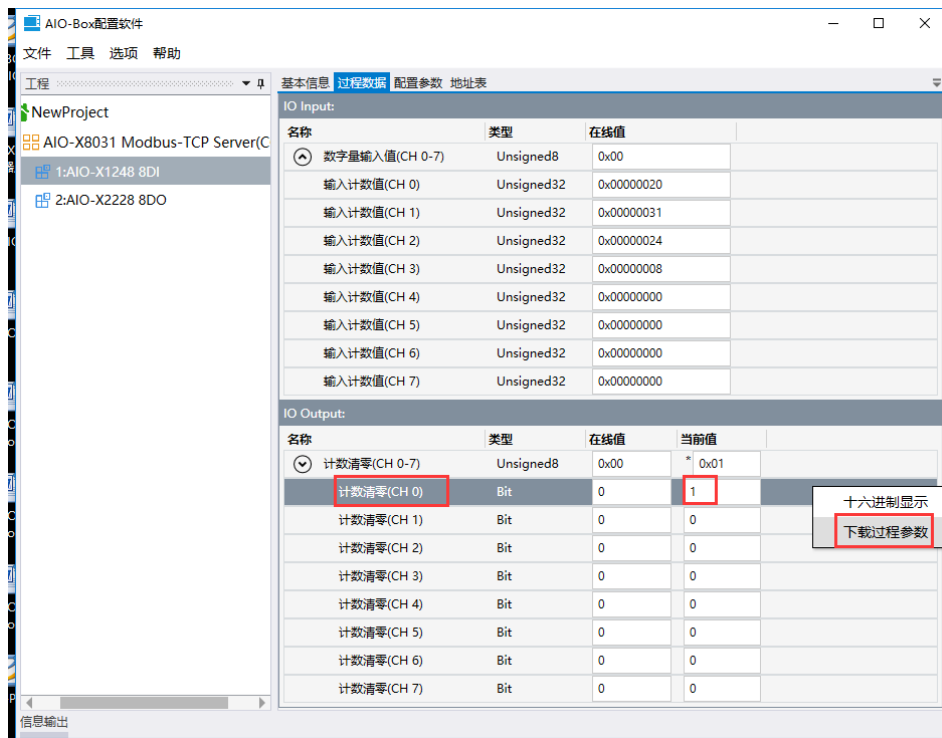 AIO-Box配置软件
文件 工具 选项 帮助
工程
NewProject
AIO-X8031 Modbus-TCP Server(C
1:AIO-X1248 8DI
2:AIO-X2228 8DO
基本信息 过程数据 配置参数 地址表
IO Input:
名称 类型 在线值
数字量输入值(CH 0-7) Unsigned8 0x00
输入计数值(CH 0) Unsigned32 0x00000020
输入计数值(CH 1) Unsigned32 0x00000031
输入计数值(CH 2) Unsigned32 0x00000024
输入计数值(CH 3) Unsigned32 0x00000008
输入计数值(CH 4) Unsigned32 0x00000000
输入计数值(CH 5) Unsigned32 0x00000000
输入计数值(CH 6) Unsigned32 0x00000000
输入计数值(CH 7) Unsigned32 0x00000000
IO Output:
名称 类型 在线值 当前值
计数清零(CH 0-7) Unsigned8 0x00 * 0x01
计数清零(CH 0) Bit 0 1
计数清零(CH 1) Bit 0 0
计数清零(CH 2) Bit 0 0
计数清零(CH 3) Bit 0 0
计数清零(CH 4) Bit 0 0
计数清零(CH 5) Bit 0 0
计数清零(CH 6) Bit 0 0
计数清零(CH 7) Bit 0 0
十六进制显示
下载过程参数
信息输出